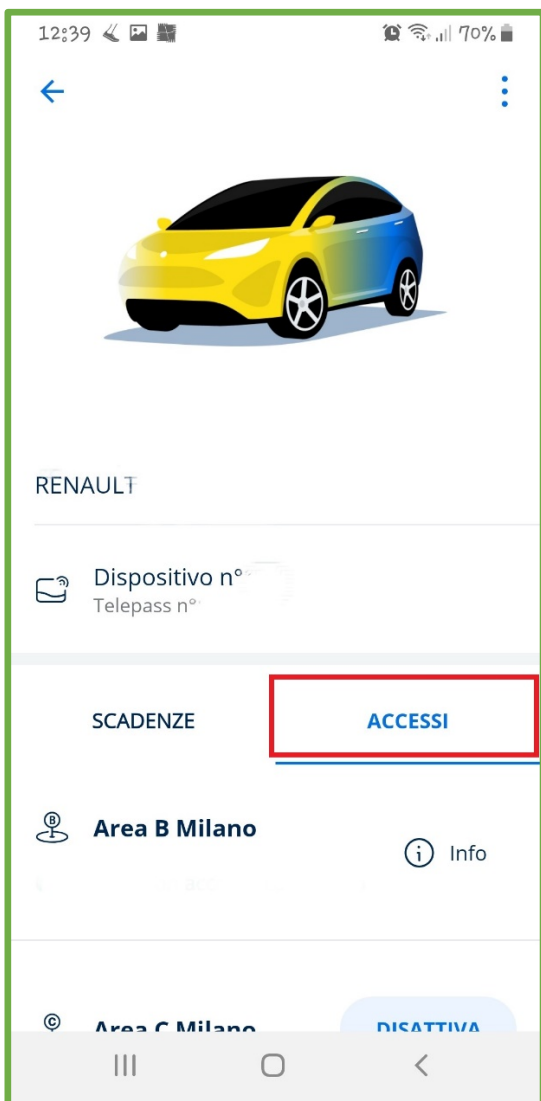 12:39
70%
RENAULT
Dispositivo n°
Telepass n°
SCADENZE
ACCESSI
B
Area B Milano
i Info
©
Area C Milano
DISATTIVA